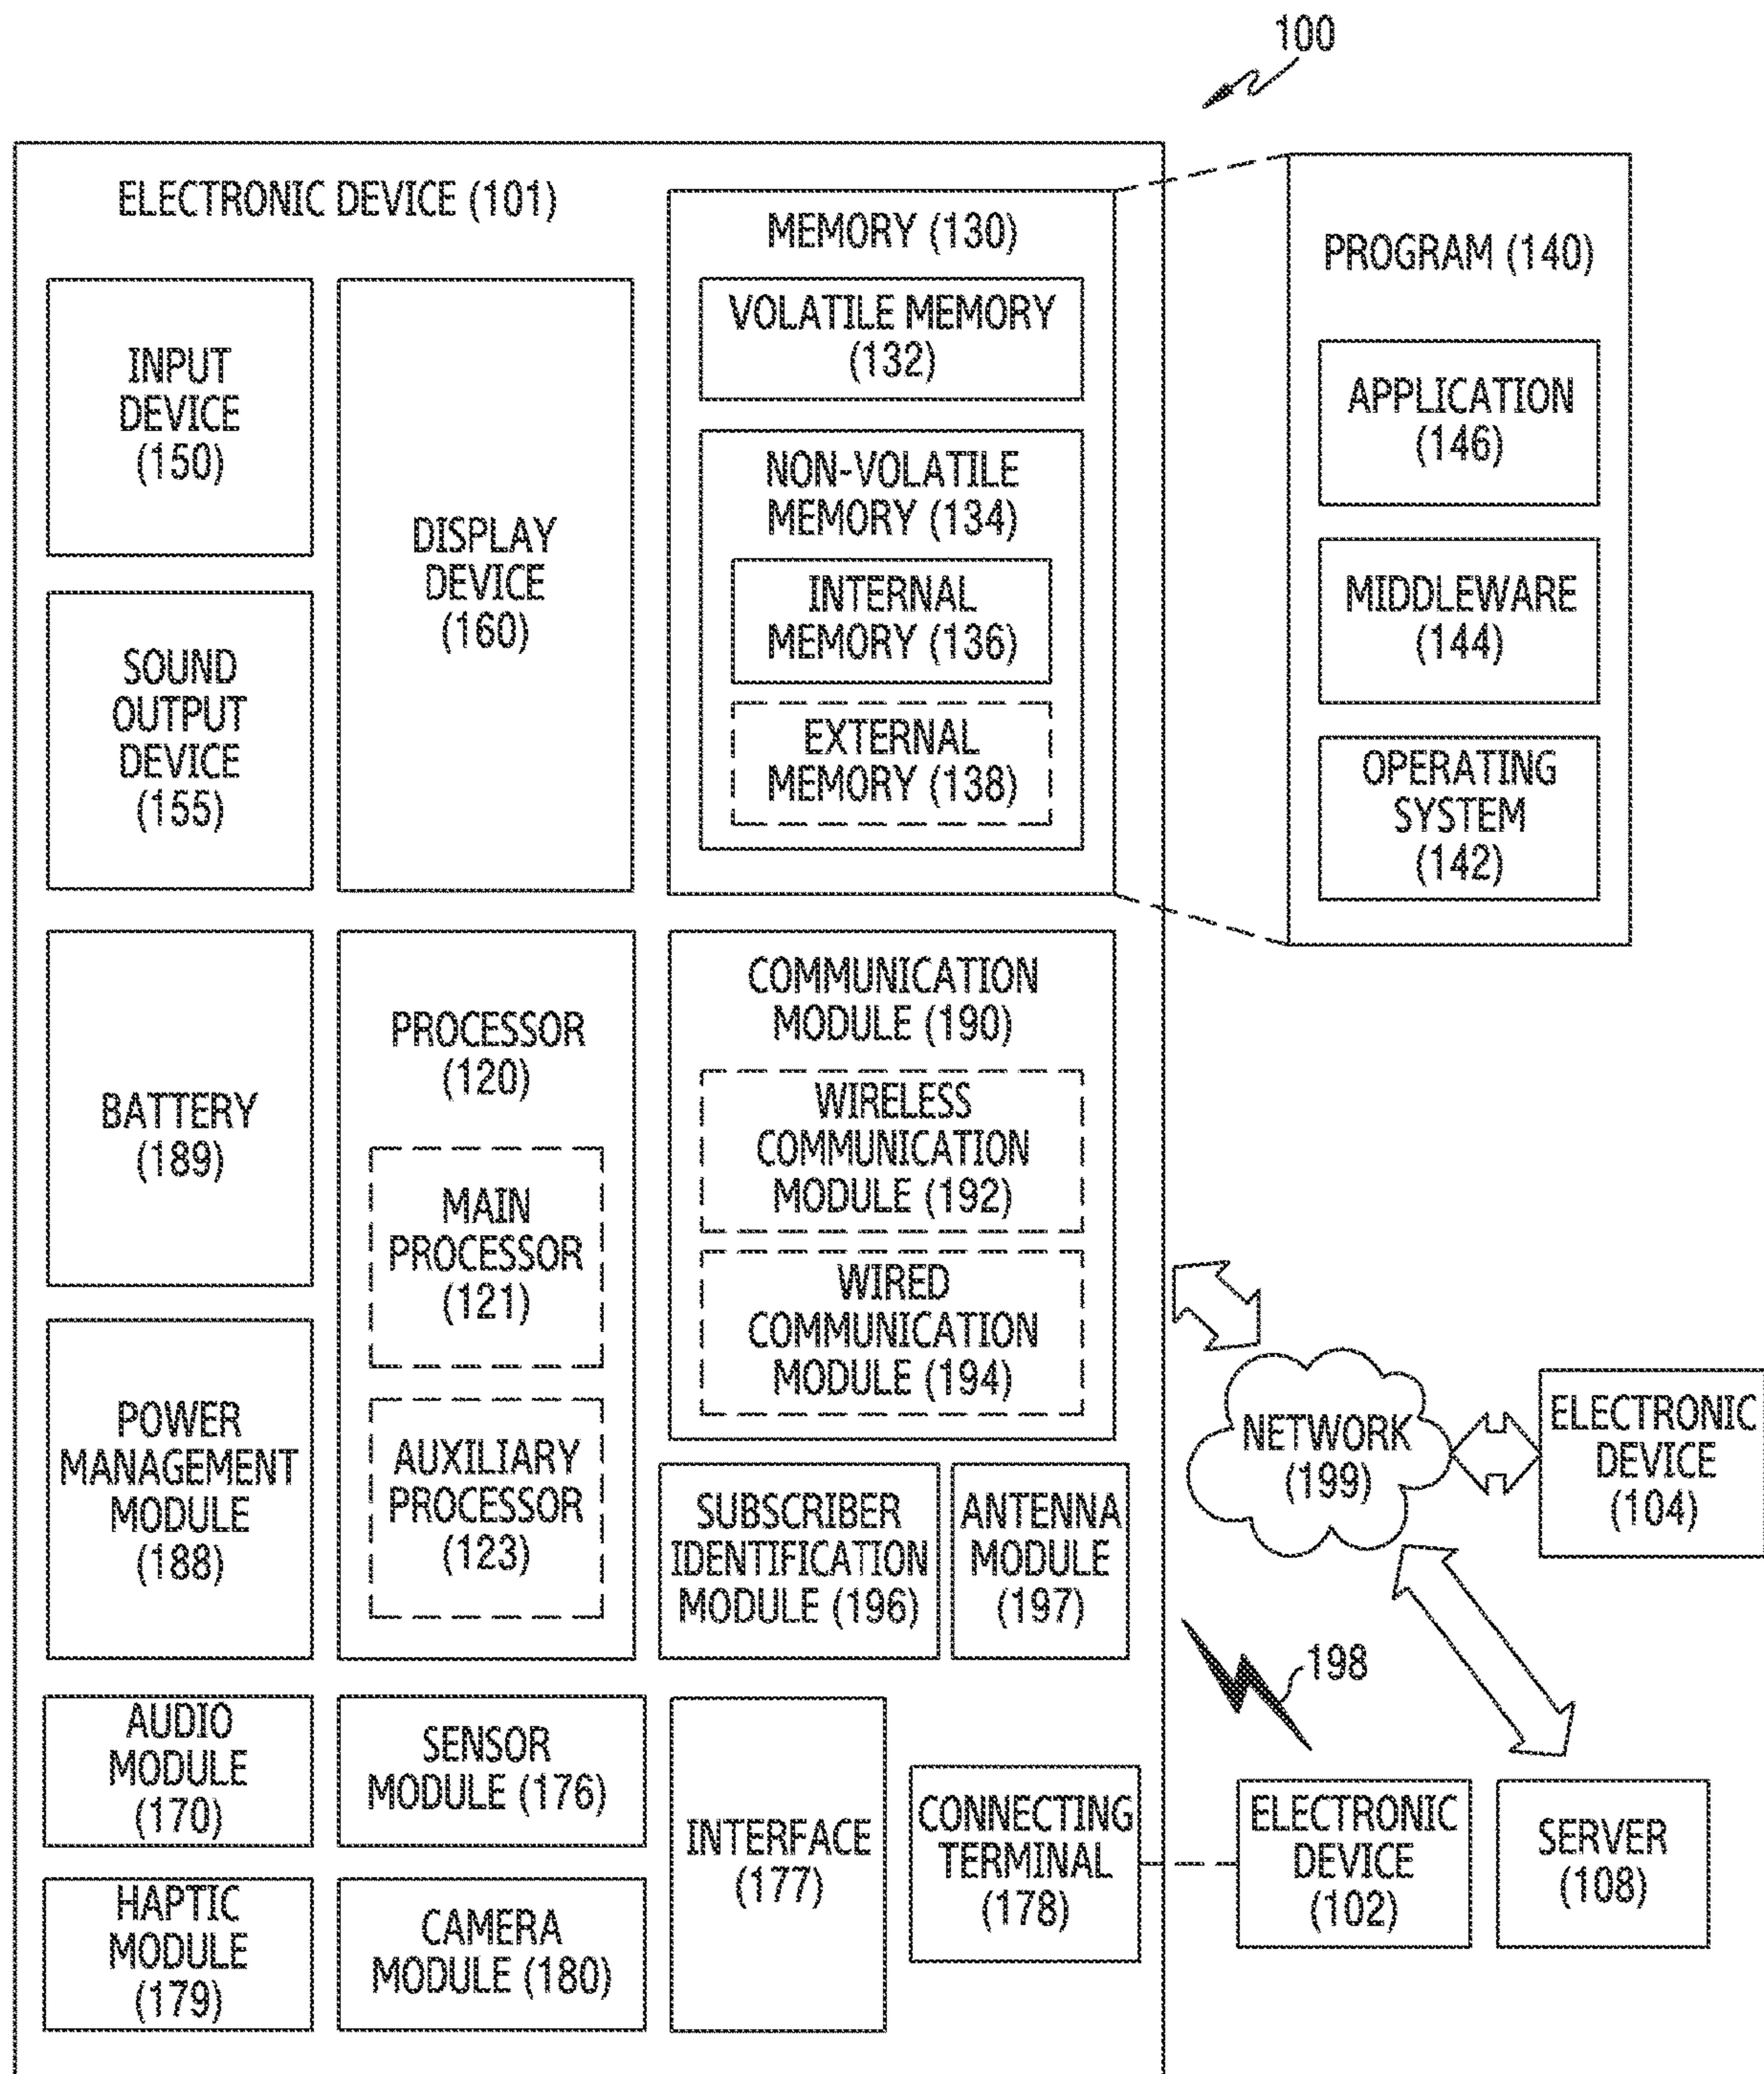 100
ELECTRONIC DEVICE (101)
INPUT
DEVICE
(150)
SOUND
OUTPUT
DEVICE
(155)
DISPLAY
DEVICE
(160)
MEMORY (130)
VOLATILE MEMORY
(132)
NON-VOLATILE
MEMORY (134)
INTERNAL
MEMORY (136)
EXTERNAL
MEMORY (138)
PROGRAM (140)
APPLICATION
(146)
MIDDLEWARE
(144)
OPERATING
SYSTEM
(142)
BATTERY
(189)
POWER
MANAGEMENT
MODULE
(188)
PROCESSOR
(120)
MAIN
PROCESSOR
(121)
AUXILIARY
PROCESSOR
(123)
COMMUNICATION
MODULE (190)
WIRELESS
COMMUNICATION
MODULE (192)
WIRED
COMMUNICATION
MODULE (194)
SUBSCRIBER
IDENTIFICATION
MODULE (196)
ANTENNA
MODULE
(197)
NETWORK
(199)
ELECTRONIC
DEVICE
(104)
198
AUDIO
MODULE
(170)
SENSOR
MODULE (176)
HAPTIC
MODULE
(179)
CAMERA
MODULE (180)
INTERFACE
(177)
CONNECTING
TERMINAL
(178)
ELECTRONIC
DEVICE
(102)
SERVER
(108)